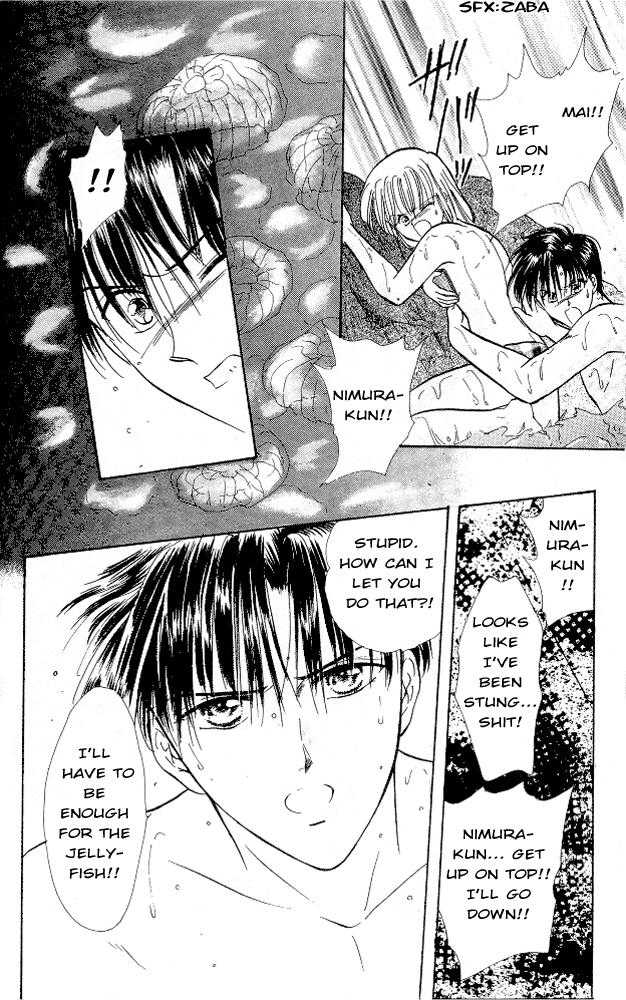 SFX:ZABA
MAI!!
GET
UP ON
TOP!!
!!
NIMURA-
KUN!!
NIM-
URA-
KUN
!!
LOOKS
LIKE
I'VE
BEEN
STUNG...
SHIT!
NIMURA-
KUN... GET
UP ON TOP!!
I'LL GO
DOWN!!
STUPID.
HOW CAN I
LET YOU
DO THAT?!
I'LL
HAVE TO
BE
ENOUGH
FOR THE
JELLY-
FISH!!